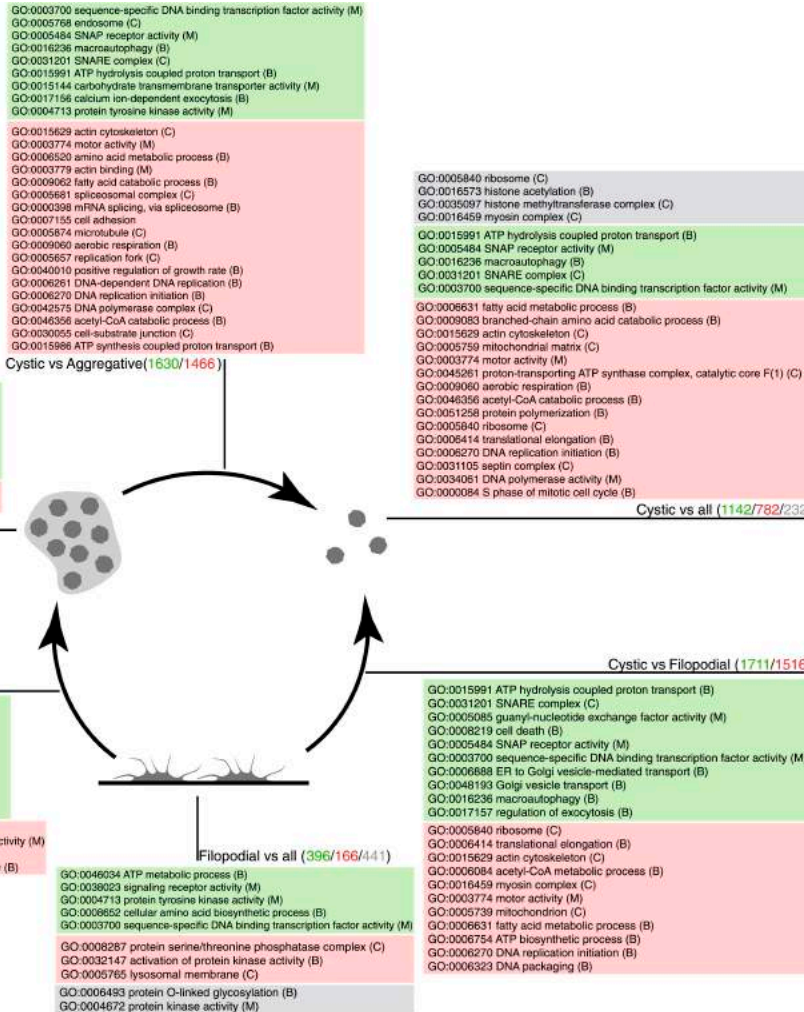 GO:0003700 sequence-specific DNA binding transcription factor activity (M)
GO:0005768 endosome (C)
GO:0005484 SNAP receptor activity (M)
GO:0016236 macroautophagy (B)
GO:0031201 SNARE complex (C)
GO:0015991 ATP hydrolysis coupled proton transport (B)
GO:0015144 carbohydrate transmembrane transporter activity (M)
GO:0017156 calcium ion-dependent exocytosis (B)
GO:0004713 protein tyrosine kinase activity (M)
GO:0015629 actin cytoskeleton (C)
GO:0003774 motor activity (M)
GO:0006520 amino acid metabolic process (B)
GO:0003779 actin binding (M)
GO:0009062 fatty acid catabolic process (B)
GO:0005681 spliceosomal complex (C)
GO:0000398 mRNA splicing, via spliceosome (B)
GO:0007155 cell adhesion
GO:0005874 microtubule (C)
GO:0009060 aerobic respiration (B)
GO:0005657 replication fork (C)
GO:0040010 positive regulation of growth rate (B)
GO:0006261 DNA-dependent DNA replication (B)
GO:0006270 DNA replication initiation (B)
GO:0042575 DNA polymerase complex (C)
GO:0046356 acetyl-CoA catabolic process (B)
GO:0030055 cell-substrate junction (C)
GO:0015986 ATP synthesis coupled proton transport (B)
Cystic vs Aggregative(1630/1466)
GO:0005840 ribosome (C)
GO:0016573 histone acetylation (B)
GO:0035097 histone methyltransferase complex (C)
GO:0016459 myosin complex (C)
GO:0015991 ATP hydrolysis coupled proton transport (B)
GO:0005484 SNAP receptor activity (M)
GO:0016236 macroautophagy (B)
GO:0031201 SNARE complex (C)
GO:0003700 sequence-specific DNA binding transcription factor activity (M)
GO:0006631 fatty acid metabolic process (B)
GO:0009083 branched-chain amino acid catabolic process (B)
GO:0015629 actin cytoskeleton (C)
GO:0005759 mitochondrial matrix (C)
GO:0003774 motor activity (M)
GO:0045261 proton-transporting ATP synthase complex, catalytic core F(1) (C)
GO:0009060 aerobic respiration (B)
GO:0046356 acetyl-CoA catabolic process (B)
GO:0051258 protein polymerization (B)
GO:0005840 ribosome (C)
GO:0006414 translational elongation (B)
GO:0006270 DNA replication initiation (B)
GO:0031105 septin complex (C)
GO:0034061 DNA polymerase activity (M)
GO:0000084 S phase of mitotic cell cycle (B)
Cystic vs all (1142/782/232
Cystic vs Filopodial (1711/1516
GO:0015991 ATP hydrolysis coupled proton transport (B)
GO:0031201 SNARE complex (C)
GO:0005085 guanyl-nucleotide exchange factor activity (M)
GO:0008219 cell death (B)
GO:0005484 SNAP receptor activity (M)
GO:0003700 sequence-specific DNA binding transcription factor activity (M
GO:0006888 ER to Golgi vesicle-mediated transport (B)
GO:0048193 Golgi vesicle transport (B)
GO:0016236 macroautophagy (B)
GO:0017157 regulation of exocytosis (B)
GO:0005840 ribosome (C)
GO:0006414 translational elongation (B)
GO:0015629 actin cytoskeleton (C)
GO:0006084 acetyl-CoA metabolic process (B)
GO:0016459 myosin complex (C)
GO:0003774 motor activity (M)
GO:0005739 mitochondrion (C)
GO:0006631 fatty acid metabolic process (B)
GO:0006754 ATP biosynthetic process (B)
GO:0006270 DNA replication initiation (B)
GO:0006323 DNA packaging (B)
ctivity (M)
(B)
Filopodial vs all (396/166/441)
GO:0046034 ATP metabolic process (B)
GO:0038023 signaling receptor activity (M)
GO:0004713 protein tyrosine kinase activity (M)
GO:0008652 cellular amino acid biosynthetic process (B)
GO:0003700 sequence-specific DNA binding transcription factor activity (M)
GO:0008287 protein serine/threonine phosphatase complex (C)
GO:0032147 activation of protein kinase activity (B)
GO:0005765 lysosomal membrane (C)
GO:0006493 protein O-linked glycosylation (B)
GO:0004672 protein kinase activity (M)